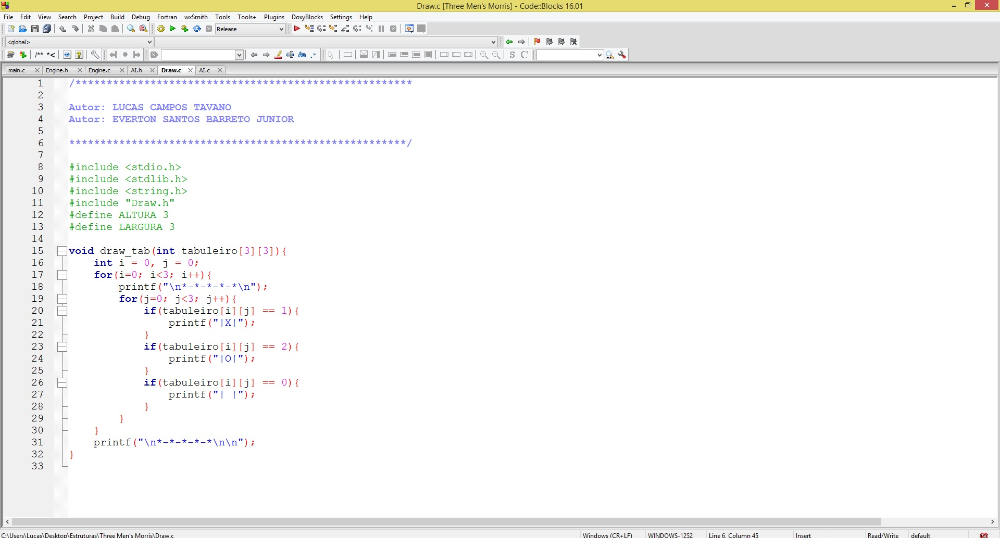 Draw.c [Three Men's Morris] - Code::Blocks 16.01
File Edit View Search Project Build Debug Fortran wxSmith Tools Tools+ Plugins DoxyBlocks Settings Help
Release
<global>
/** *< Aa .* S C
main.c Engine.h Engine.c AI.h Draw.c AI.c
1 /******************************************************
2
3 Autor: LUCAS CAMPOS TAVANO
4 Autor: EVERTON SANTOS BARRETO JUNIOR
5
6 ******************************************************/
7
8 #include <stdio.h>
9 #include <stdlib.h>
10 #include <string.h>
11 #include "Draw.h"
12 #define ALTURA 3
13 #define LARGURA 3
14
15 void draw_tab(int tabuleiro[3][3]){
16     int i = 0, j = 0;
17     for(i=0; i<3; i++){
18         printf("\n*-*-*-*-*\n");
19         for(j=0; j<3; j++){
20             if(tabuleiro[i][j] == 1){
21                 printf("|X|");
22             }
23             if(tabuleiro[i][j] == 2){
24                 printf("|O|");
25             }
26             if(tabuleiro[i][j] == 0){
27                 printf("| |");
28             }
29         }
30     }
31     printf("\n*-*-*-*-*\n\n");
32 }
33
C:\Users\Lucas\Desktop\Estruturas\Three Men's Morris\Draw.c Windows (CR+LF) WINDOWS-1252 Line 6, Column 45 Insert Read/Write default